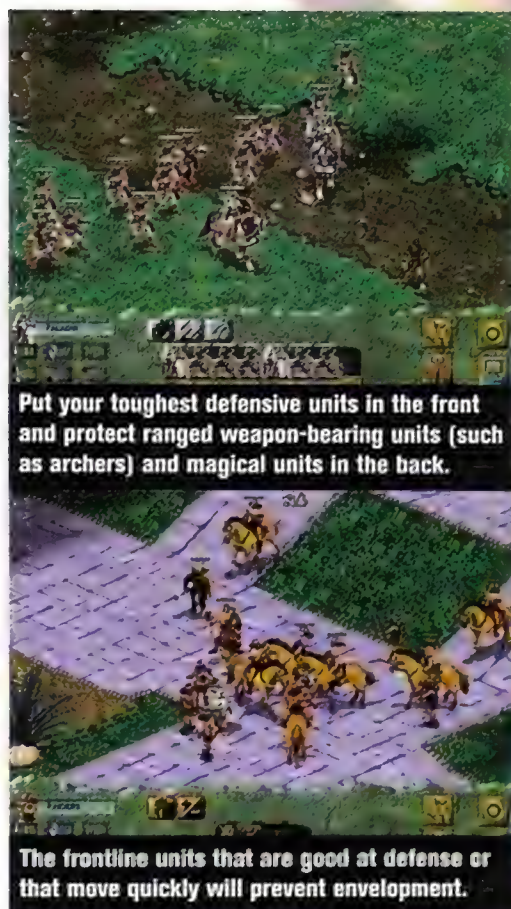 Put your toughest defensive units in the front
and protect ranged weapon-bearing units (such
as archers) and magical units in the back.
The frontline units that are good at defense or
that move quickly will prevent envelopment.